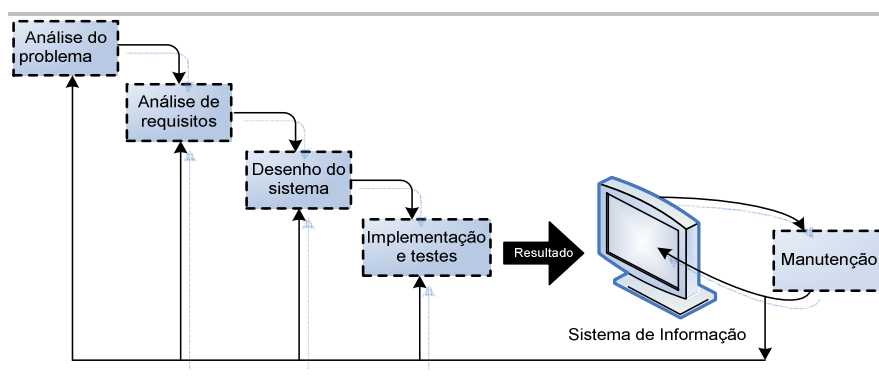 Análise do
problema
Análise de
requisitos
Desenho do
sistema
Implementação
e testes
Resultado
Sistema de Informação
Manutenção